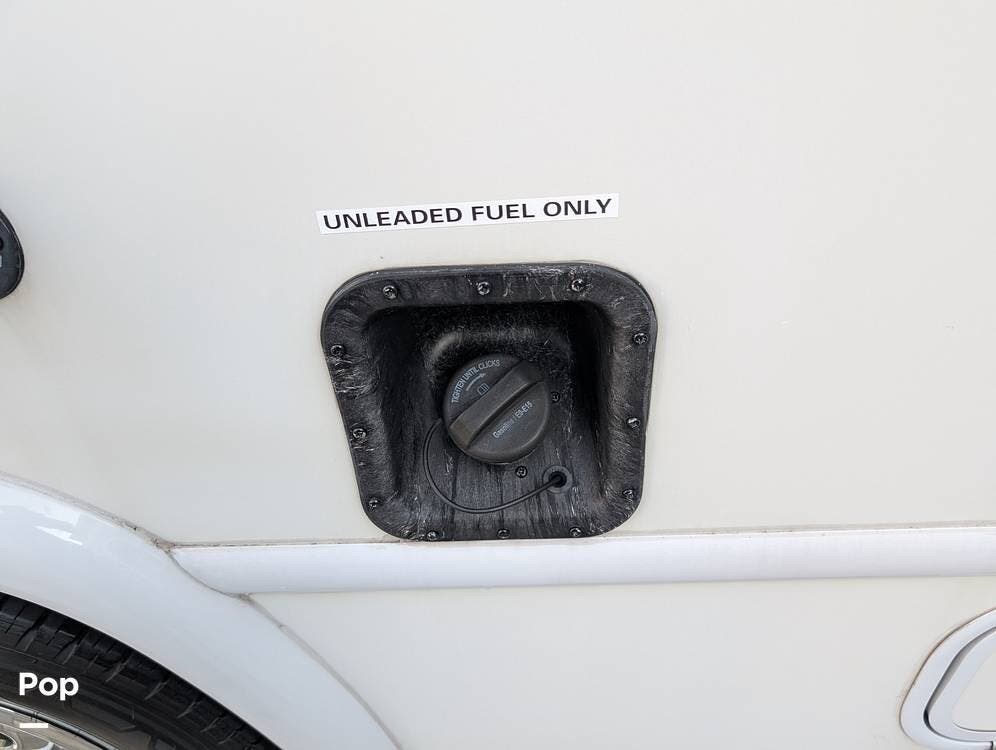 UNLEADED FUEL ONLY
TIGHTEN UNTIL CLICKS
Gasoline / E0-E15
Pop